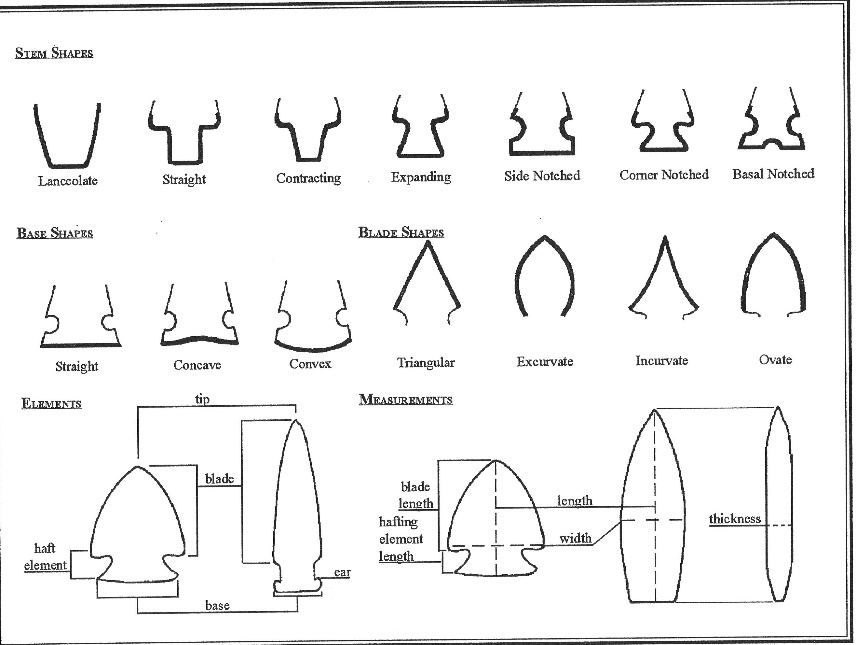 STEM SHAPES
Lanceolate
Straight
Contracting
Expanding
Side Notched
Corner Notched
Basal Notched
BASE SHAPES
Straight
Concave
Convex
BLADE SHAPES
Triangular
Excurvate
Incurvate
Ovate
ELEMENTS
tip
blade
haft
element
ear
base
MEASUREMENTS
blade
length
hafting
element
length
length
width
thickness